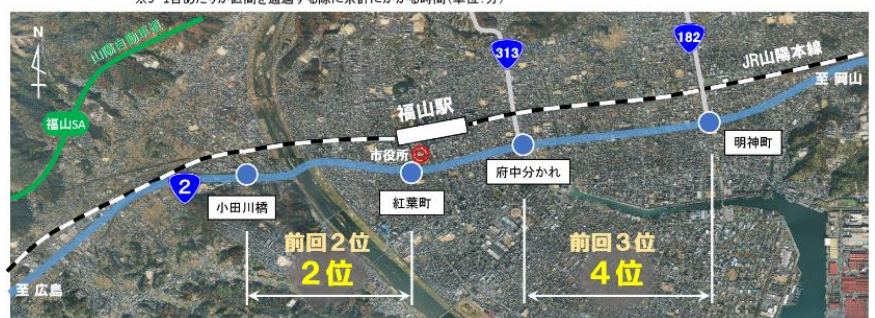 ※3 1台あたりが区間を通過する際に余計にかかる時間(単位:分)
山陽自動車道
N
313
182
JR山陽本線
至 岡山
福山SA
福山駅
市役所
明神町
府中分かれ
2
小田川橋
紅葉町
前回2位
2位
前回3位
4位
至 広島